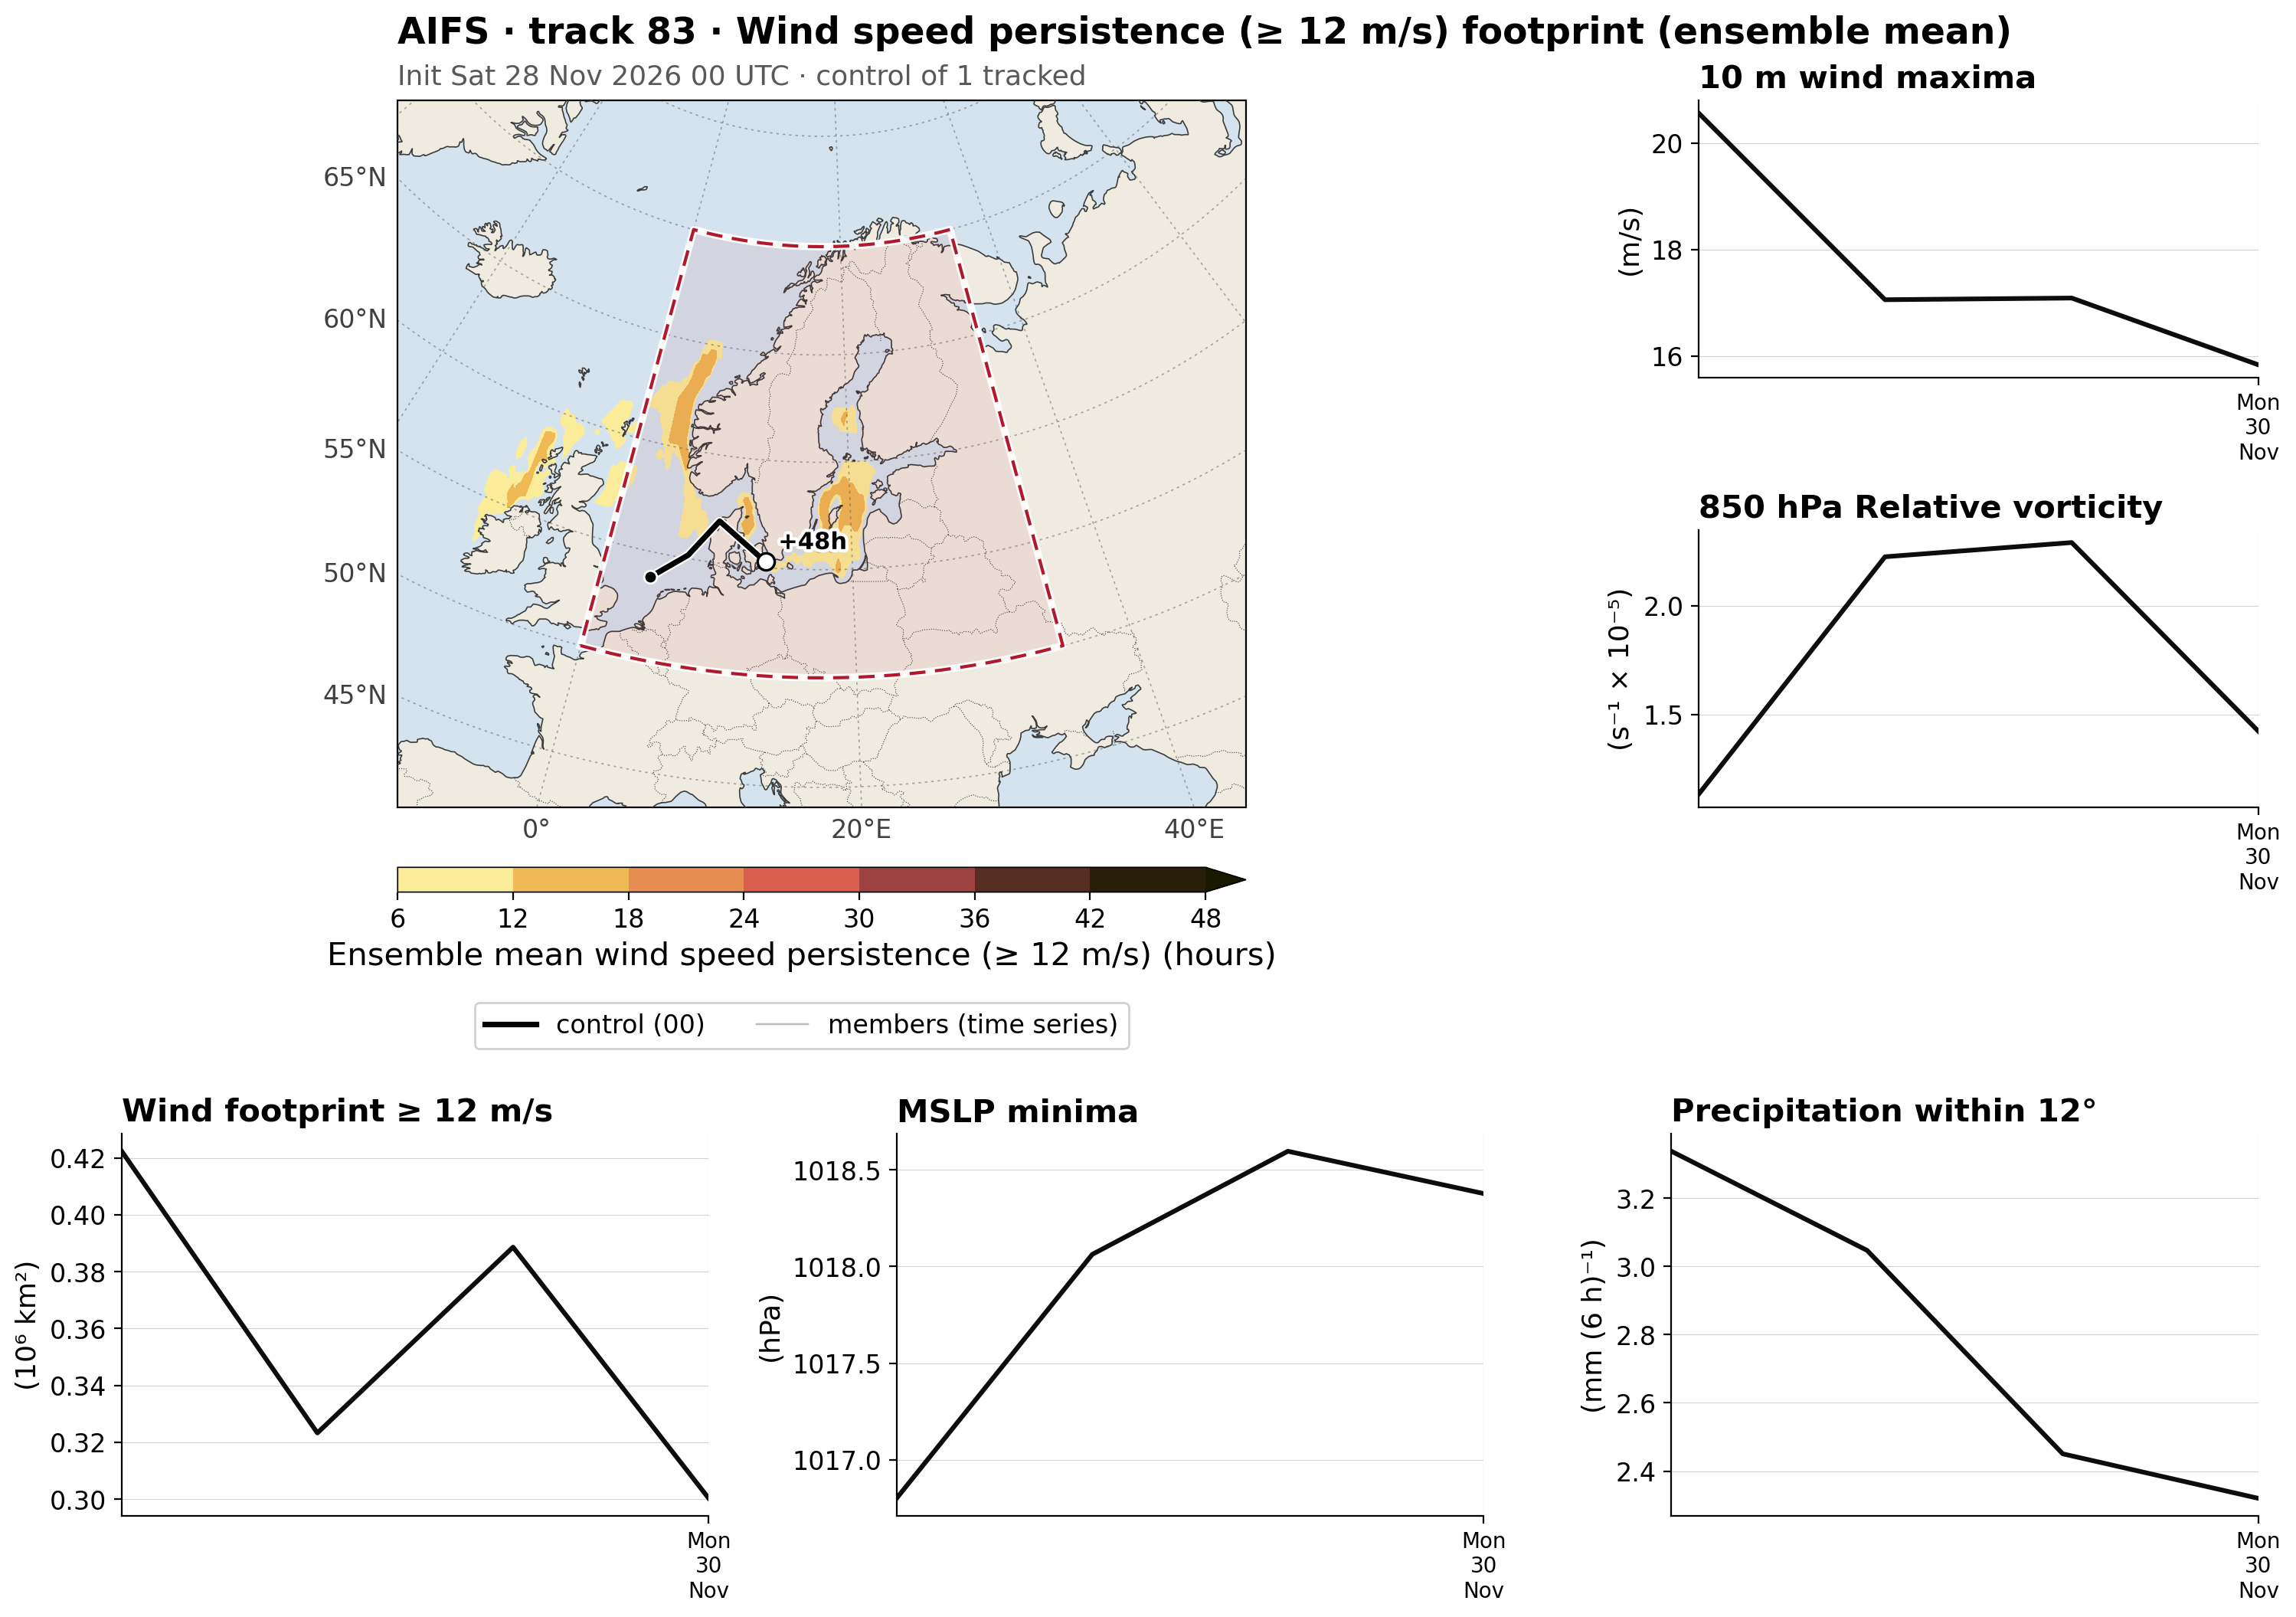 AIFS · track 83 · Wind speed persistence (≥ 12 m/s) footprint (ensemble mean)
Init Sat 28 Nov 2026 00 UTC · control of 1 tracked
65°N
60°N
55°N
50°N
45°N
0°
20°E
40°E
+48h
6
12
18
24
30
36
42
48
Ensemble mean wind speed persistence (≥ 12 m/s) (hours)
control (00)
members (time series)
10 m wind maxima
(m/s)
20
18
16
Mon
30
Nov
850 hPa Relative vorticity
(s⁻¹ × 10⁻⁵)
2.0
1.5
Mon
30
Nov
Wind footprint ≥ 12 m/s
(10⁶ km²)
0.42
0.40
0.38
0.36
0.34
0.32
0.30
Mon
30
Nov
MSLP minima
(hPa)
1018.5
1018.0
1017.5
1017.0
Mon
30
Nov
Precipitation within 12°
(mm (6 h)⁻¹)
3.2
3.0
2.8
2.6
2.4
Mon
30
Nov